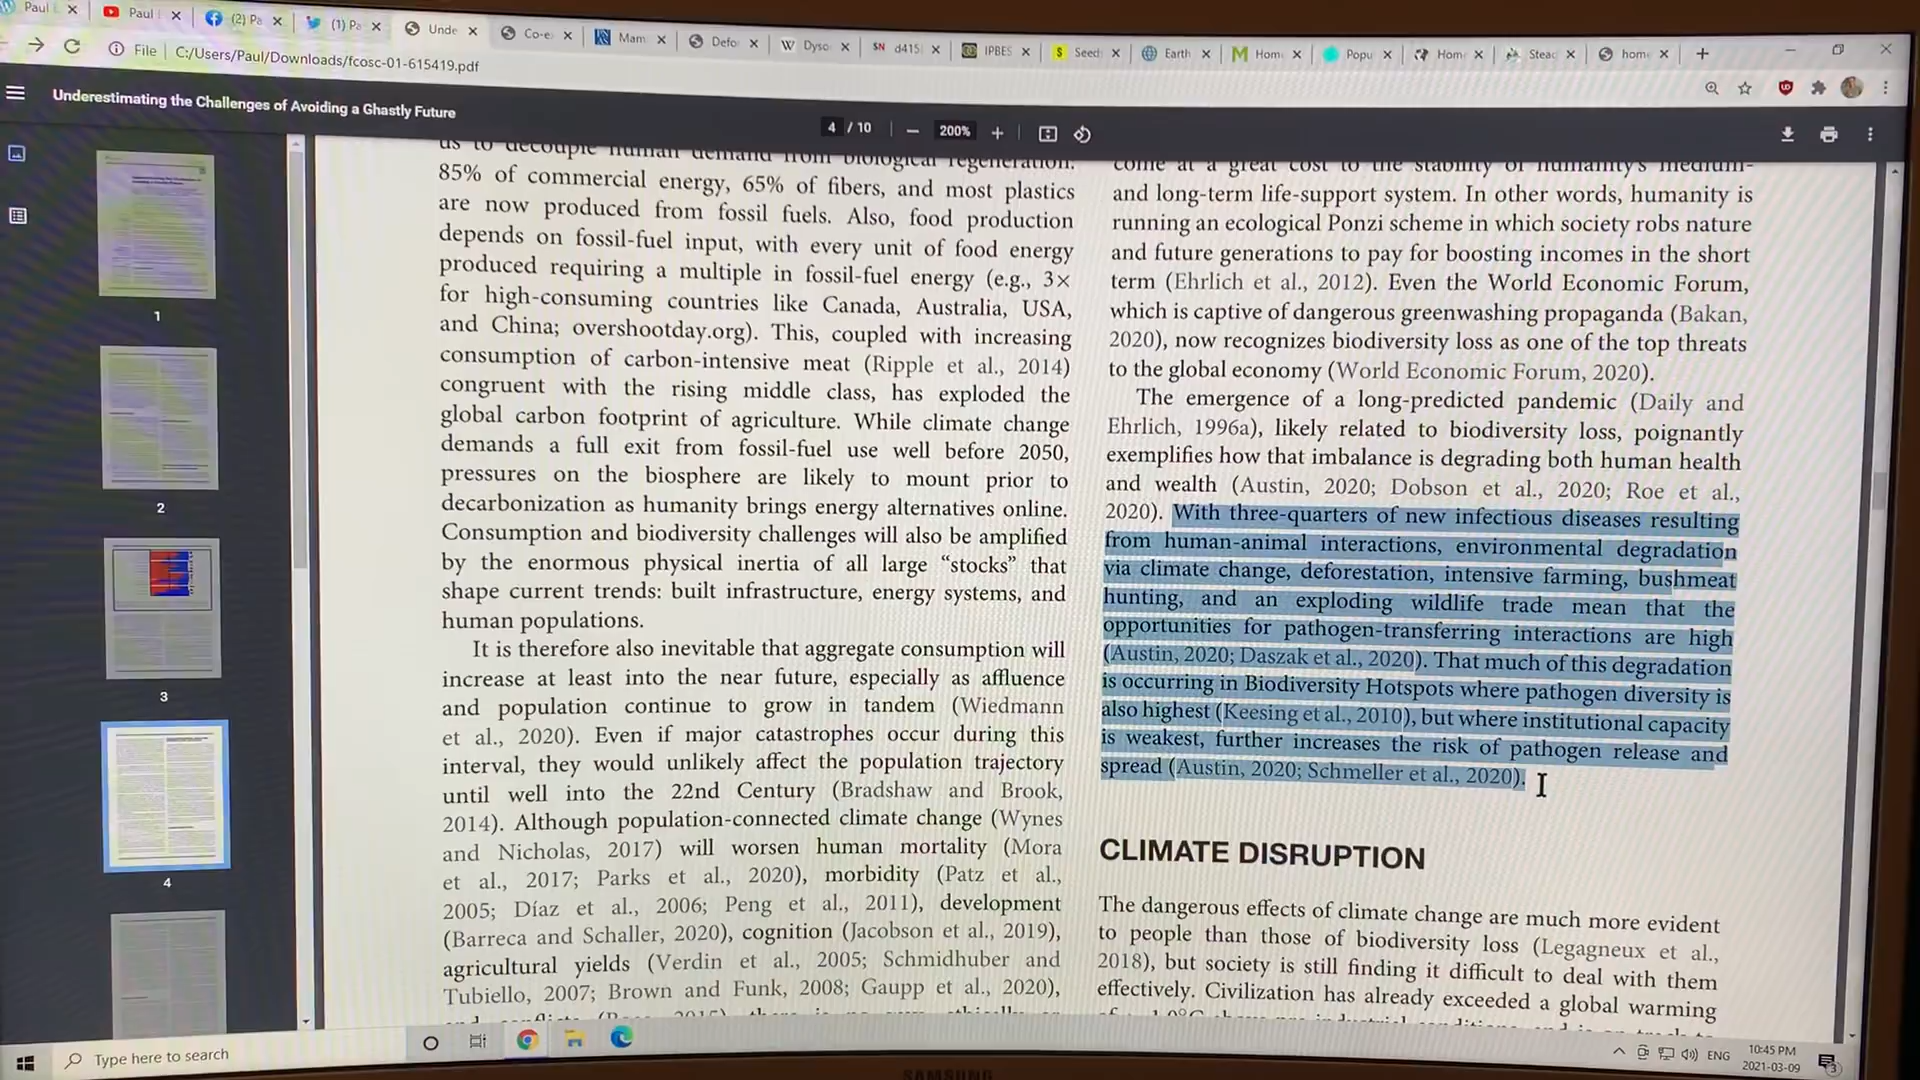 Paul
Paul
(2) Pa
(1) Pa
Unde
Co-e
Mam
Defo
Dyso
d415
IPBES
Seed
Earth
Hom
Popu
Hom
Steac
hom
File
C:/Users/Paul/Downloads/fcosc-01-615419.pdf
Underestimating the Challenges of Avoiding a Ghastly Future
4 / 10
200%
1
2
3
4
us to decouple human demand from biological regeneration:
85% of commercial energy, 65% of fibers, and most plastics
are now produced from fossil fuels. Also, food production
depends on fossil-fuel input, with every unit of food energy
produced requiring a multiple in fossil-fuel energy (e.g., 3×
for high-consuming countries like Canada, Australia, USA,
and China; overshootday.org). This, coupled with increasing
consumption of carbon-intensive meat (Ripple et al., 2014)
congruent with the rising middle class, has exploded the
global carbon footprint of agriculture. While climate change
demands a full exit from fossil-fuel use well before 2050,
pressures on the biosphere are likely to mount prior to
decarbonization as humanity brings energy alternatives online.
Consumption and biodiversity challenges will also be amplified
by the enormous physical inertia of all large “stocks” that
shape current trends: built infrastructure, energy systems, and
human populations.
It is therefore also inevitable that aggregate consumption will
increase at least into the near future, especially as affluence
and population continue to grow in tandem (Wiedmann
et al., 2020). Even if major catastrophes occur during this
interval, they would unlikely affect the population trajectory
until well into the 22nd Century (Bradshaw and Brook,
2014). Although population-connected climate change (Wynes
and Nicholas, 2017) will worsen human mortality (Mora
et al., 2017; Parks et al., 2020), morbidity (Patz et al.,
2005; Díaz et al., 2006; Peng et al., 2011), development
(Barreca and Schaller, 2020), cognition (Jacobson et al., 2019),
agricultural yields (Verdin et al., 2005; Schmidhuber and
Tubiello, 2007; Brown and Funk, 2008; Gaupp et al., 2020),
come at a great cost to the stability of humanity's medium-
and long-term life-support system. In other words, humanity is
running an ecological Ponzi scheme in which society robs nature
and future generations to pay for boosting incomes in the short
term (Ehrlich et al., 2012). Even the World Economic Forum,
which is captive of dangerous greenwashing propaganda (Bakan,
2020), now recognizes biodiversity loss as one of the top threats
to the global economy (World Economic Forum, 2020).
The emergence of a long-predicted pandemic (Daily and
Ehrlich, 1996a), likely related to biodiversity loss, poignantly
exemplifies how that imbalance is degrading both human health
and wealth (Austin, 2020; Dobson et al., 2020; Roe et al.,
2020). With three-quarters of new infectious diseases resulting
from human-animal interactions, environmental degradation
via climate change, deforestation, intensive farming, bushmeat
hunting, and an exploding wildlife trade mean that the
opportunities for pathogen-transferring interactions are high
(Austin, 2020; Daszak et al., 2020). That much of this degradation
is occurring in Biodiversity Hotspots where pathogen diversity is
also highest (Keesing et al., 2010), but where institutional capacity
is weakest, further increases the risk of pathogen release and
spread (Austin, 2020; Schmeller et al., 2020).
CLIMATE DISRUPTION
The dangerous effects of climate change are much more evident
to people than those of biodiversity loss (Legagneux et al.,
2018), but society is still finding it difficult to deal with them
effectively. Civilization has already exceeded a global warming
Type here to search
ENG
10:45 PM
2021-03-09
3
SAMSUNG